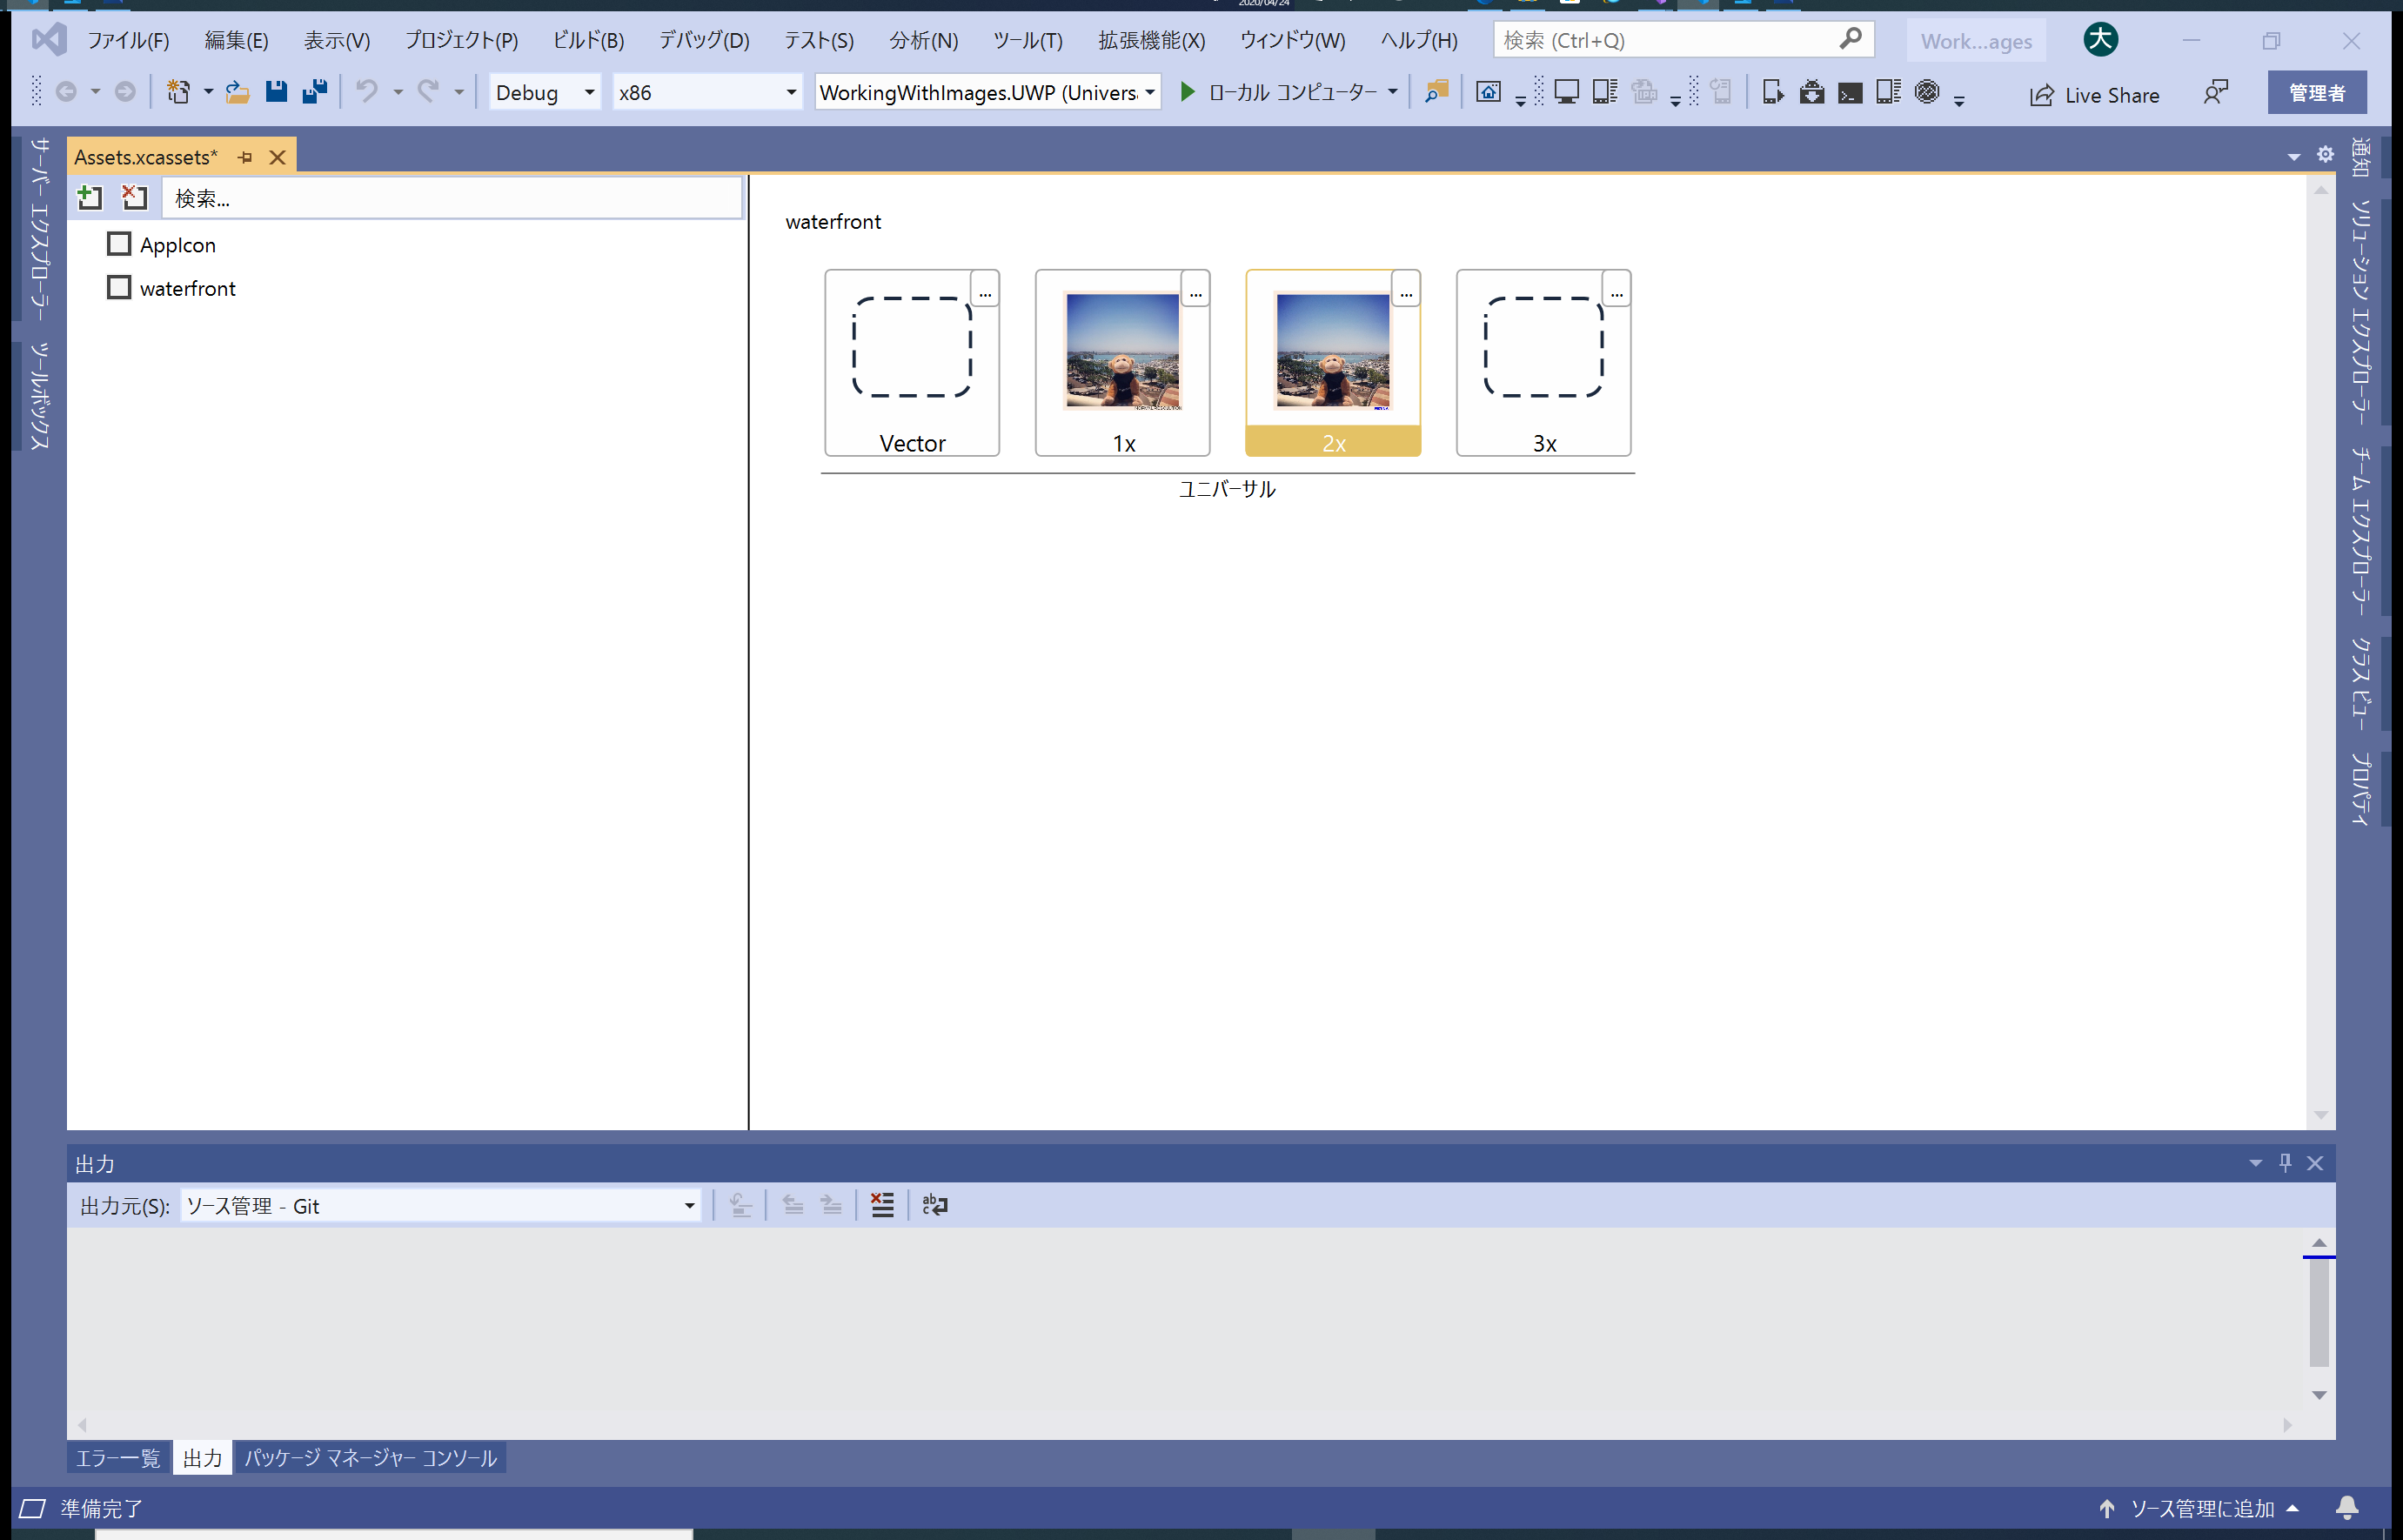 2020/04/24
ファイル(F) 編集(E) 表示(V) プロジェクト(P) ビルド(B) デバッグ(D) テスト(S) 分析(N) ツール(T) 拡張機能(X) ウィンドウ(W) ヘルプ(H) 検索 (Ctrl+Q) Work...ages 大
Debug x86 WorkingWithImages.UWP (Univers ローカル コンピューター Live Share 管理者
サーバー エクスプローラー
ツールボックス
Assets.xcassets*
検索...
AppIcon
waterfront
waterfront
... ... ... ...
Vector 1x 2x 3x
ユニバーサル
通知
ソリューション エクスプローラー
チーム エクスプローラー
クラス ビュー
プロパティ
出力
出力元(S): ソース管理 - Git
エラー一覧 出力 パッケージ マネージャー コンソール
準備完了 ソース管理に追加